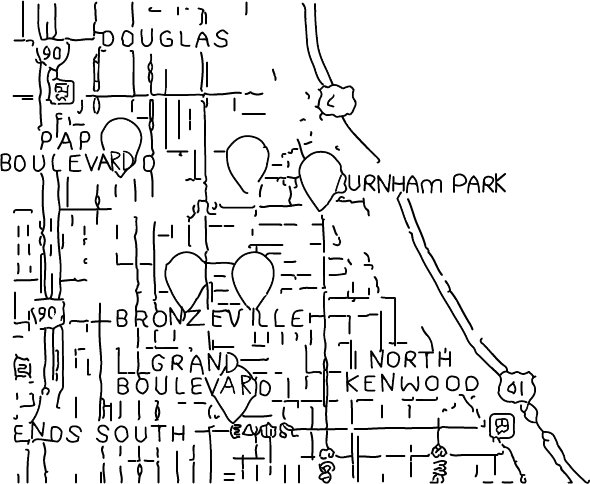 DOUGLAS
90
PAP
BOULEVARD
BURNHAM PARK
90
BRONZEVILLE
GRAND
BOULEVARD
NORTH
KENWOOD
41
ENDS SOUTH